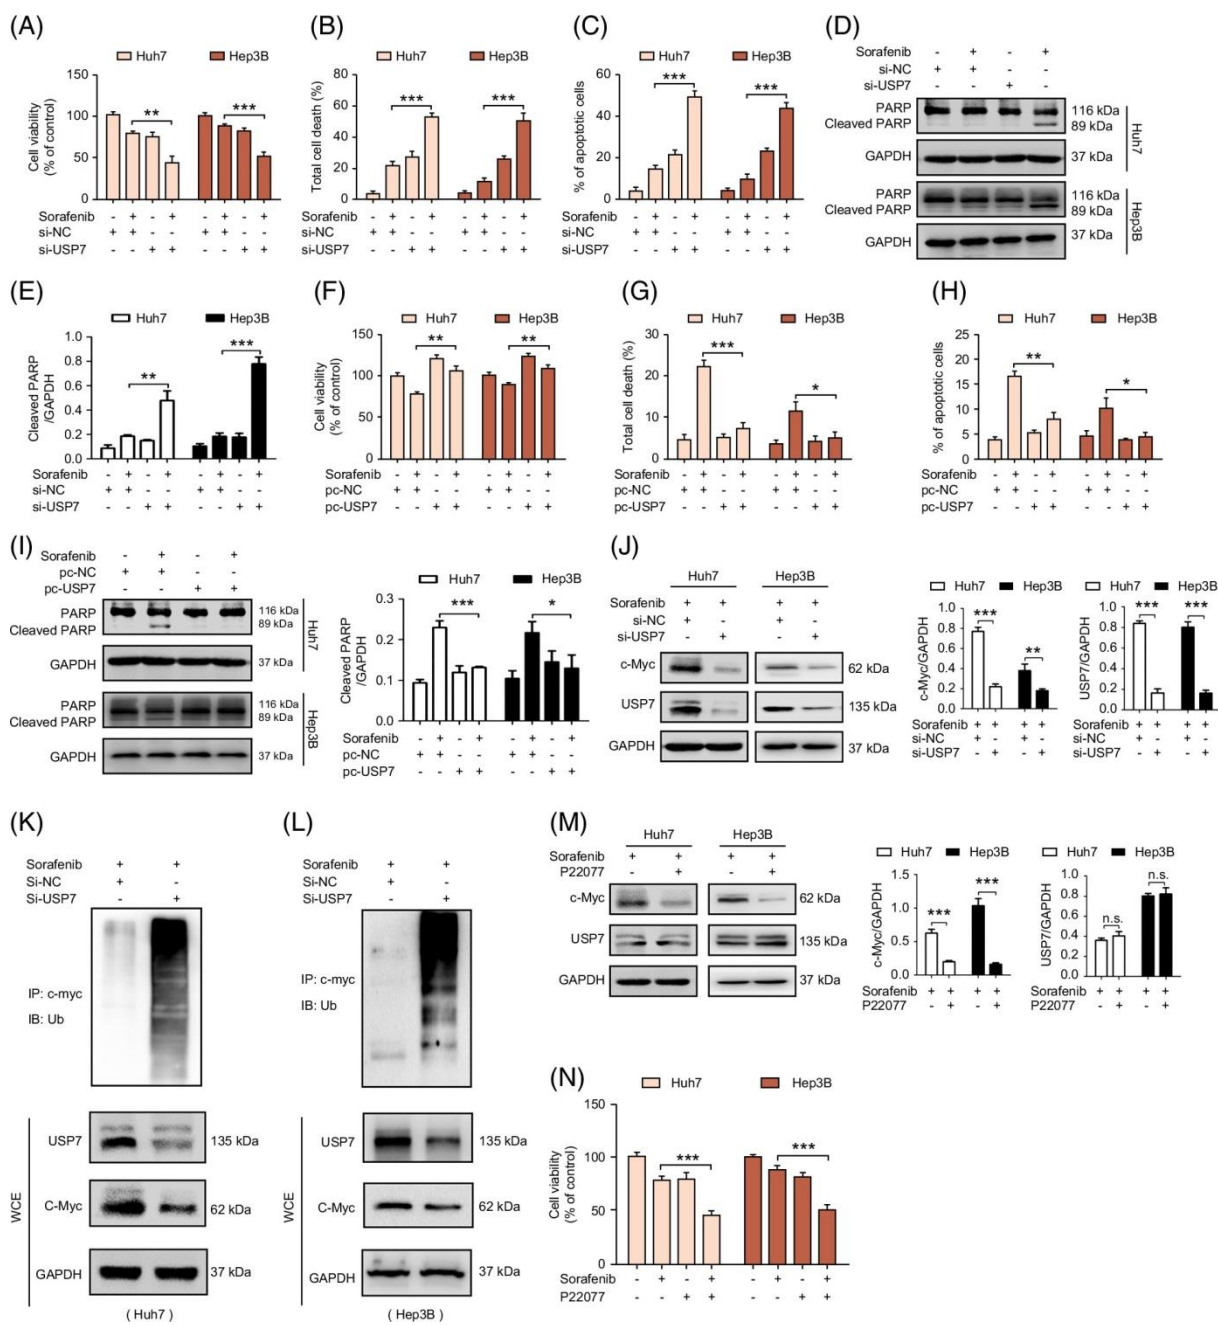 (A)
Huh7 Hep3B
Cell viability
(% of control)
150
100
50
0
** ***
Sorafenib - + - + - + - +
si-NC + + - - + + - -
si-USP7 - - + + - - + +
(B)
Huh7 Hep3B
Total cell death (%)
80
60
40
20
0
*** ***
Sorafenib - + - + - + - +
si-NC + + - - + + - -
si-USP7 - - + + - - + +
(C)
Huh7 Hep3B
% of apoptotic cells
60
40
20
0
*** ***
Sorafenib - + - + - + - +
si-NC + + - - + + - -
si-USP7 - - + + - - + +
(D)
Sorafenib - + - +
si-NC + + - -
si-USP7 - - + +
PARP 116 kDa
Cleaved PARP 89 kDa
GAPDH 37 kDa
Huh7
PARP 116 kDa
Cleaved PARP 89 kDa
GAPDH 37 kDa
Hep3B
(E)
Huh7 Hep3B
Cleaved PARP
/GAPDH
1.0
0.8
0.6
0.4
0.2
0
** ***
Sorafenib - + - + - + - +
si-NC + + - - + + - -
si-USP7 - - + + - - + +
(F)
Huh7 Hep3B
Cell viability
(% of control)
150
100
50
0
** **
Sorafenib - + - + - + - +
pc-NC + + - - + + - -
pc-USP7 - - + + - - + +
(G)
Huh7 Hep3B
Total cell death (%)
30
20
10
0
*** *
Sorafenib - + - + - + - +
pc-NC + + - - + + - -
pc-USP7 - - + + - - + +
(H)
Huh7 Hep3B
% of apoptotic cells
25
20
15
10
5
0
** *
Sorafenib - + - + - + - +
pc-NC + + - - + + - -
pc-USP7 - - + + - - + +
(I)
Sorafenib - + - +
pc-NC + + - -
pc-USP7 - - + +
PARP 116 kDa
Cleaved PARP 89 kDa
GAPDH 37 kDa
Huh7
PARP 116 kDa
Cleaved PARP 89 kDa
GAPDH 37 kDa
Hep3B
Huh7 Hep3B
Cleaved PARP
/GAPDH
0.3
0.2
0.1
0.0
*** *
Sorafenib - + - + - + - +
pc-NC + + - - + + - -
pc-USP7 - - + + - - + +
(J)
Huh7 Hep3B
Sorafenib + + + +
si-NC + - + -
si-USP7 - + - +
c-Myc 62 kDa
USP7 135 kDa
GAPDH 37 kDa
Huh7 Hep3B
c-Myc/GAPDH
1.0
0.8
0.6
0.4
0.2
0
*** **
Sorafenib + + + +
si-NC + - + -
si-USP7 - + - +
Huh7 Hep3B
USP7/GAPDH
1.0
0.8
0.6
0.4
0.2
0
*** ***
Sorafenib + + + +
si-NC + - + -
si-USP7 - + - +
(K)
Sorafenib + +
Si-NC + -
Si-USP7 - +
IP: c-myc
IB: Ub
WCE
USP7 135 kDa
C-Myc 62 kDa
GAPDH 37 kDa
( Huh7 )
(L)
Sorafenib + +
Si-NC + -
Si-USP7 - +
IP: c-myc
IB: Ub
WCE
USP7 135 kDa
C-Myc 62 kDa
GAPDH 37 kDa
( Hep3B )
(M)
Huh7 Hep3B
Sorafenib + + + +
P22077 - + - +
c-Myc 62 kDa
USP7 135 kDa
GAPDH 37 kDa
Huh7 Hep3B
c-Myc/GAPDH
1.5
1.0
0.5
0.0
*** ***
Sorafenib + + + +
P22077 - + - +
Huh7 Hep3B
USP7/GAPDH
1.0
0.8
0.6
0.4
0.2
0.0
n.s. n.s.
Sorafenib + + + +
P22077 - + - +
(N)
Huh7 Hep3B
Cell viability
(% of control)
150
100
50
0
*** ***
Sorafenib - + - + - + - +
P22077 - - + + - - + +